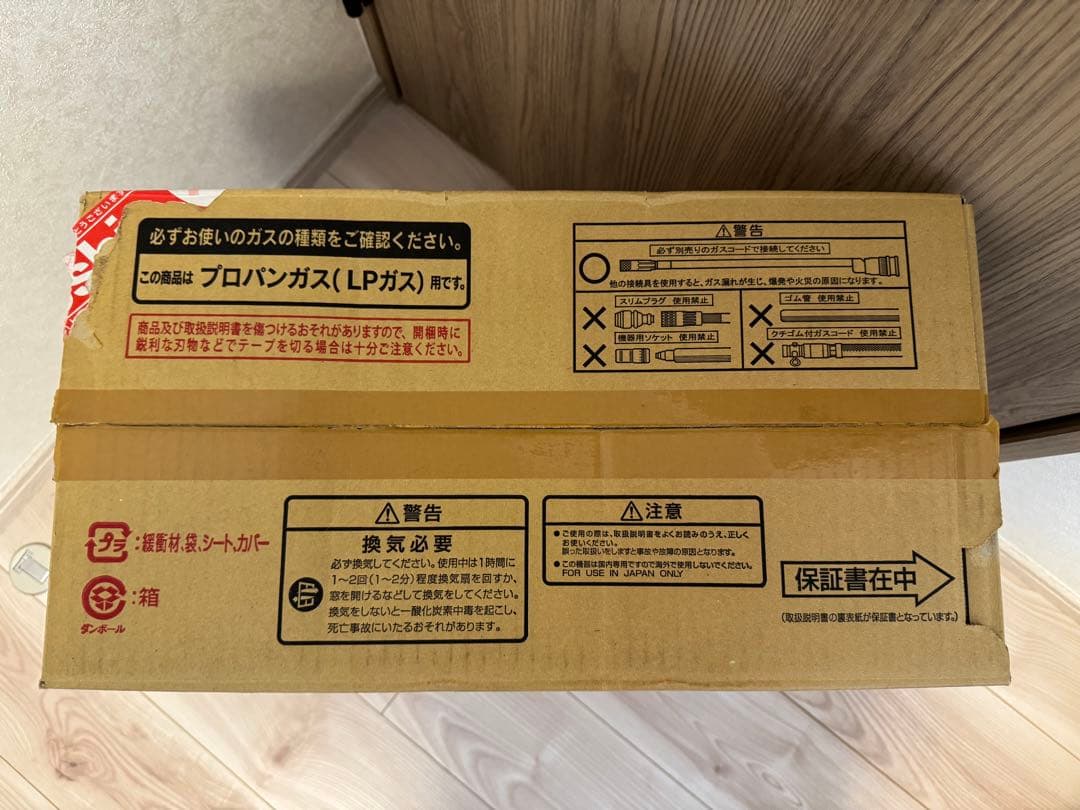 必ずお使いのガスの種類をご確認ください。
この商品は プロパンガス(LPガス) 用です。
商品及び取扱説明書を傷つけるおそれがありますので、開梱時に
鋭利な刃物などでテープを切る場合は十分ご注意ください。
警告
必ず別売りのガスコードで接続してください
他の接続具を使用すると、ガス漏れが生じ、爆発や火災の原因になります。
スリムプラグ 使用禁止
ゴム管 使用禁止
機器用ソケット 使用禁止
クチゴム付ガスコード 使用禁止
プラ
:緩衝材、袋、シート、カバー
:箱
ダンボール
警告
換気必要
必ず換気してください。使用中は1時間に
1〜2回(1〜2分)程度換気扇を回すか、
窓を開けるなどして換気をしてください。
換気をしないと一酸化炭素中毒を起こし、
死亡事故にいたるおそれがあります。
注意
●ご使用の際は、取扱説明書をよくお読みのうえ、正しく
お使いください。
誤った取扱いをしますと事故や故障の原因となります。
●この機器は国内専用ですので海外で使用しないでください。
FOR USE IN JAPAN ONLY
保証書在中
(取扱説明書の裏表紙が保証書となっています。)